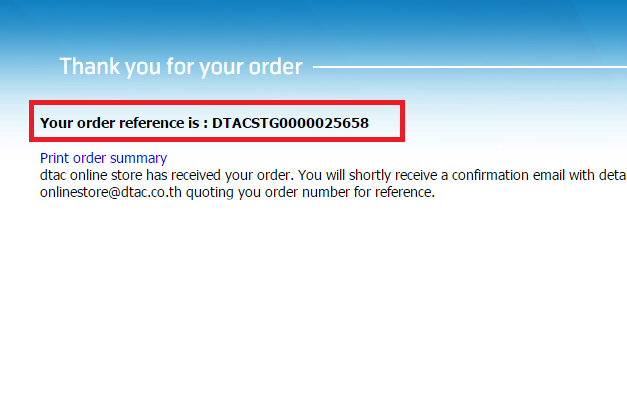 Thank you for your order
Your order reference is : DTACSTG0000025658
Print order summary
dtac online store has received your order. You will shortly receive a confirmation email with deta
onlinestore@dtac.co.th quoting you order number for reference.